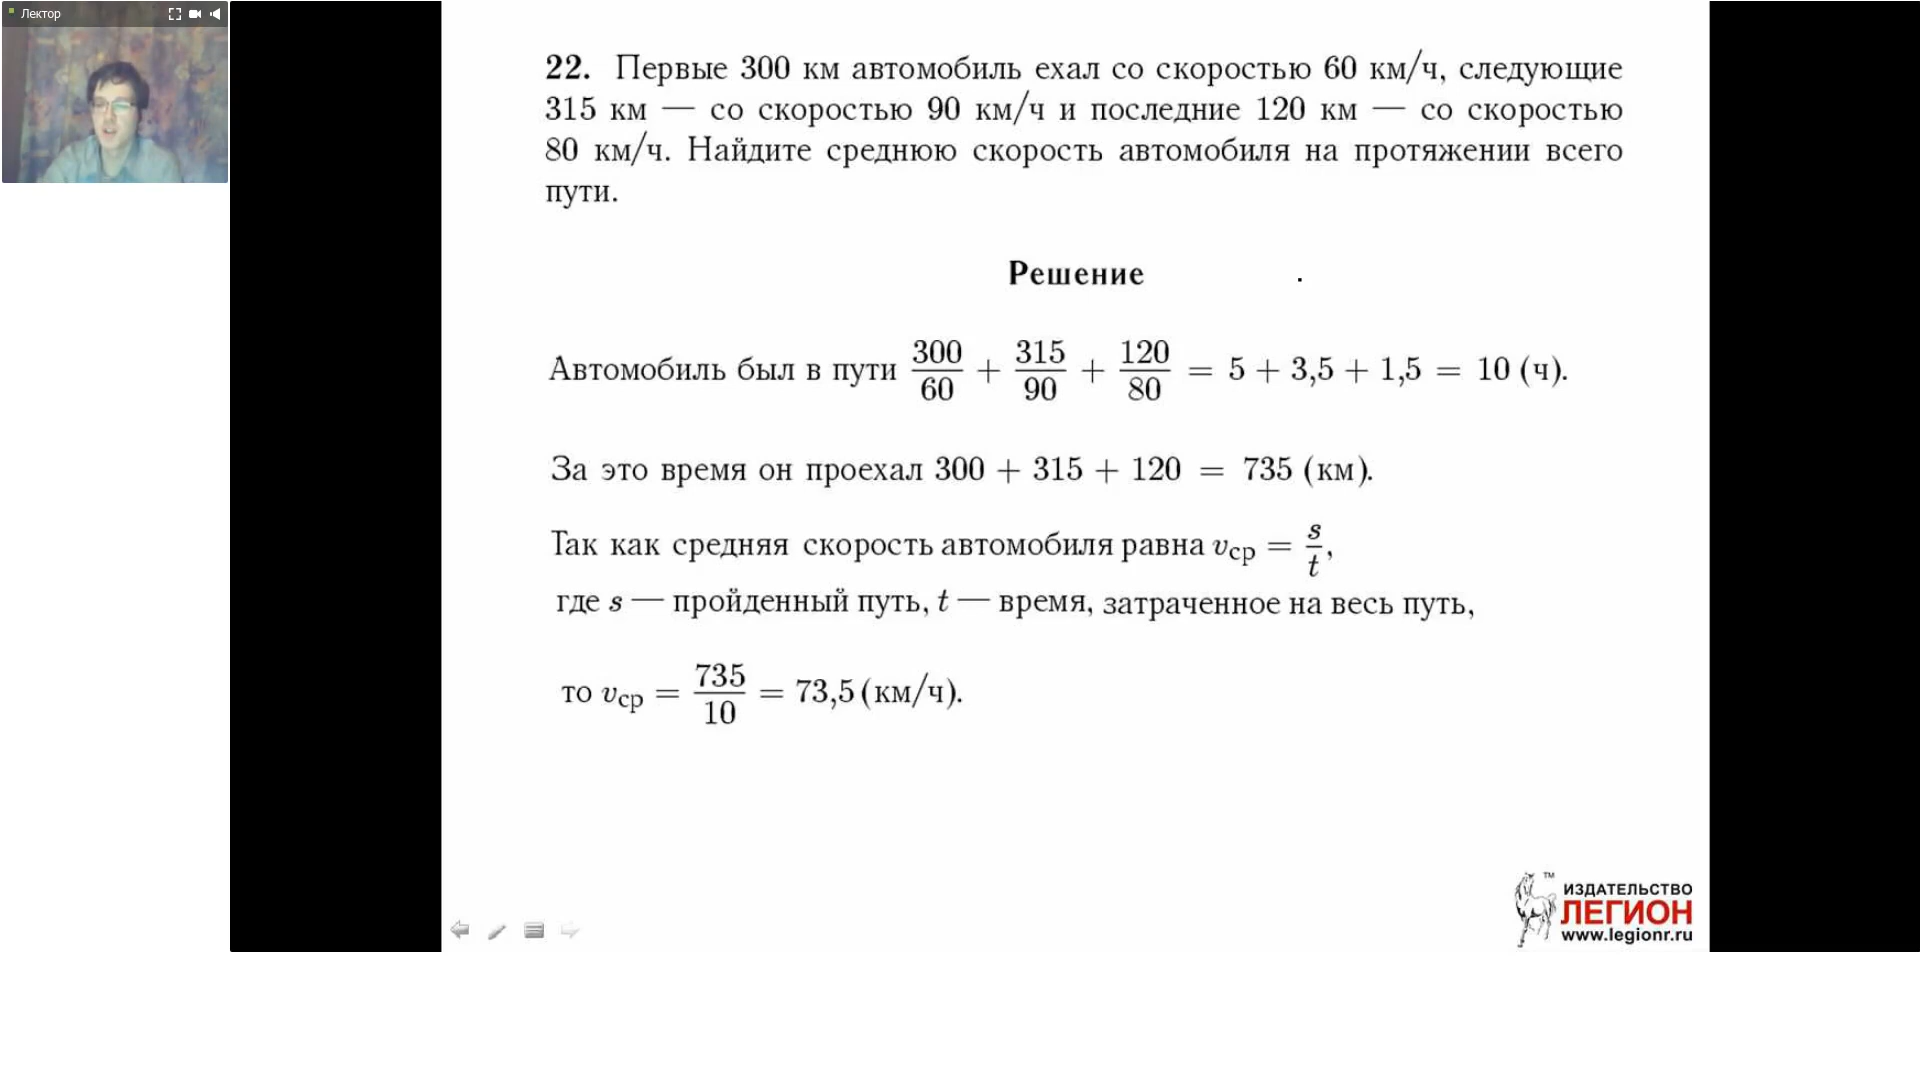 Лектор
22. Первые 300 км автомобиль ехал со скоростью 60 км/ч, следующие
315 км — со скоростью 90 км/ч и последние 120 км — со скоростью
80 км/ч. Найдите среднюю скорость автомобиля на протяжении всего
пути.
Решение
Автомобиль был в пути 300/60 + 315/90 + 120/80 = 5 + 3,5 + 1,5 = 10 (ч).
За это время он проехал 300 + 315 + 120 = 735 (км).
Так как средняя скорость автомобиля равна vср = s/t,
где s — пройденный путь, t — время, затраченное на весь путь,
то vср = 735/10 = 73,5 (км/ч).
TM
ИЗДАТЕЛЬСТВО
ЛЕГИОН
www.legionr.ru